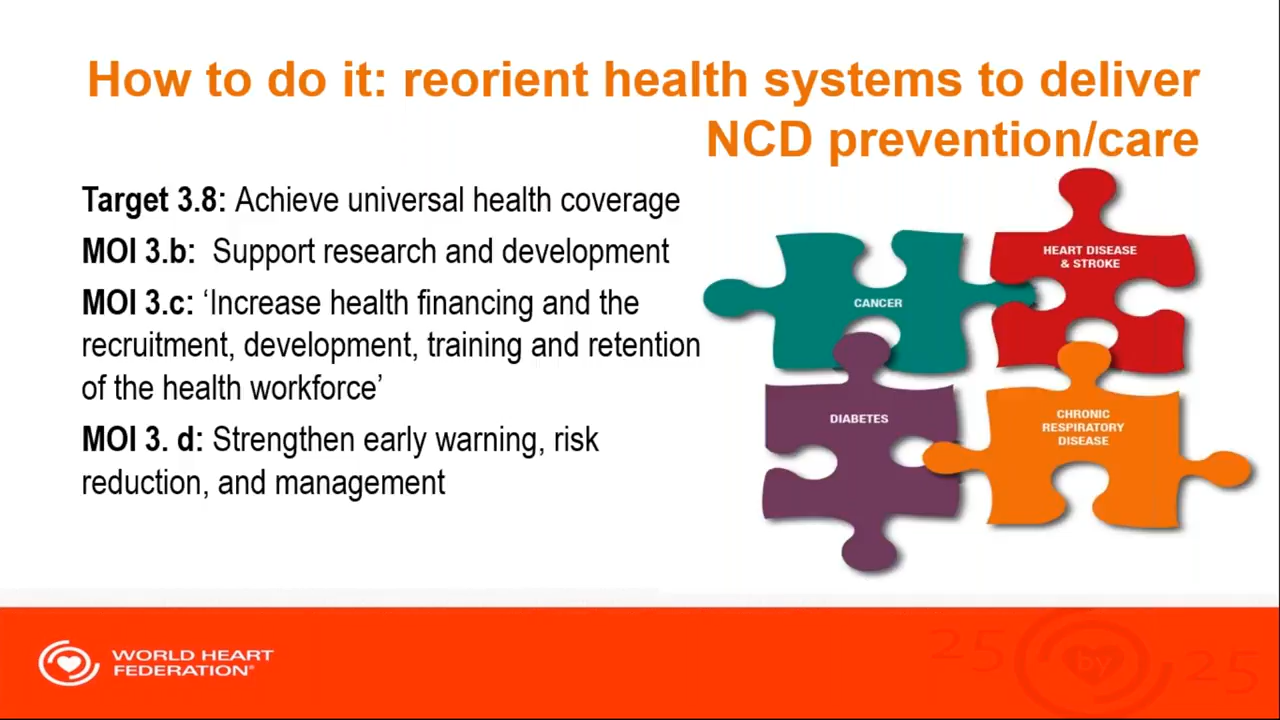 How to do it: reorient health systems to deliver
NCD prevention/care
Target 3.8: Achieve universal health coverage
MOI 3.b: Support research and development
MOI 3.c: ‘Increase health financing and the
recruitment, development, training and retention
of the health workforce’
MOI 3. d: Strengthen early warning, risk
reduction, and management
HEART DISEASE
& STROKE
CANCER
DIABETES
CHRONIC
RESPIRATORY
DISEASE
WORLD HEART
FEDERATION®
25 by 25